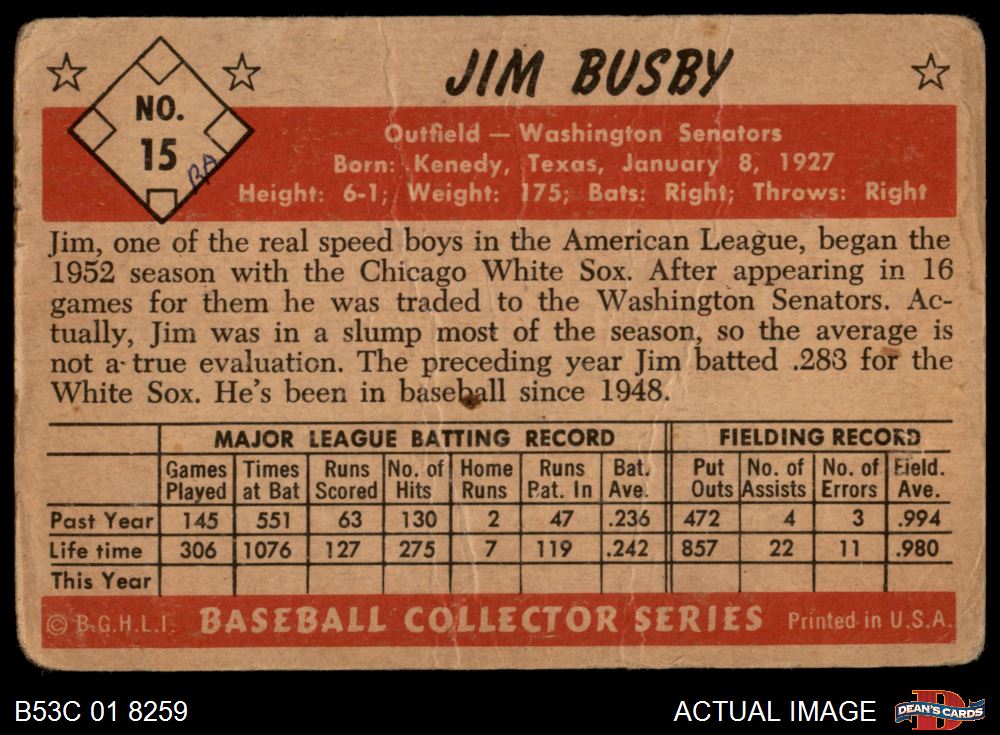 JIM BUSBY
NO.
15
BA
Outfield — Washington Senators
Born: Kenedy, Texas, January 8, 1927
Height: 6-1; Weight: 175; Bats: Right; Throws: Right
Jim, one of the real speed boys in the American League, began the
1952 season with the Chicago White Sox. After appearing in 16
games for them he was traded to the Washington Senators. Ac-
tually, Jim was in a slump most of the season, so the average is
not a true evaluation. The preceding year Jim batted .283 for the
White Sox. He's been in baseball since 1948.
MAJOR LEAGUE BATTING RECORD FIELDING RECORD
Games Times Runs No. of Home Runs Bat. Put No. of No. of Field.
Played at Bat Scored Hits Runs Bat. In Ave. Outs Assists Errors Ave.
Past Year 145 551 63 130 2 47 .236 472 4 3 .994
Life time 306 1076 127 275 7 119 .242 857 22 11 .980
This Year
© B.G.H.L.I. BASEBALL COLLECTOR SERIES Printed in U.S.A.
B53C 01 8259 ACTUAL IMAGE D DEAN'S CARDS